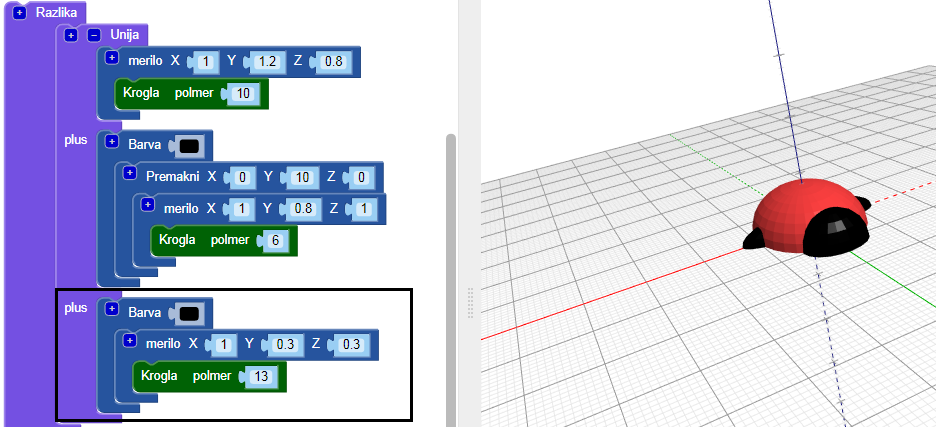 Razlika
Unija
merilo X 1 Y 1.2 Z 0.8
Krogla polmer 10
plus Barva
Premakni X 0 Y 10 Z 0
merilo X 1 Y 0.8 Z 1
Krogla polmer 6
plus Barva
merilo X 1 Y 0.3 Z 0.3
Krogla polmer 13